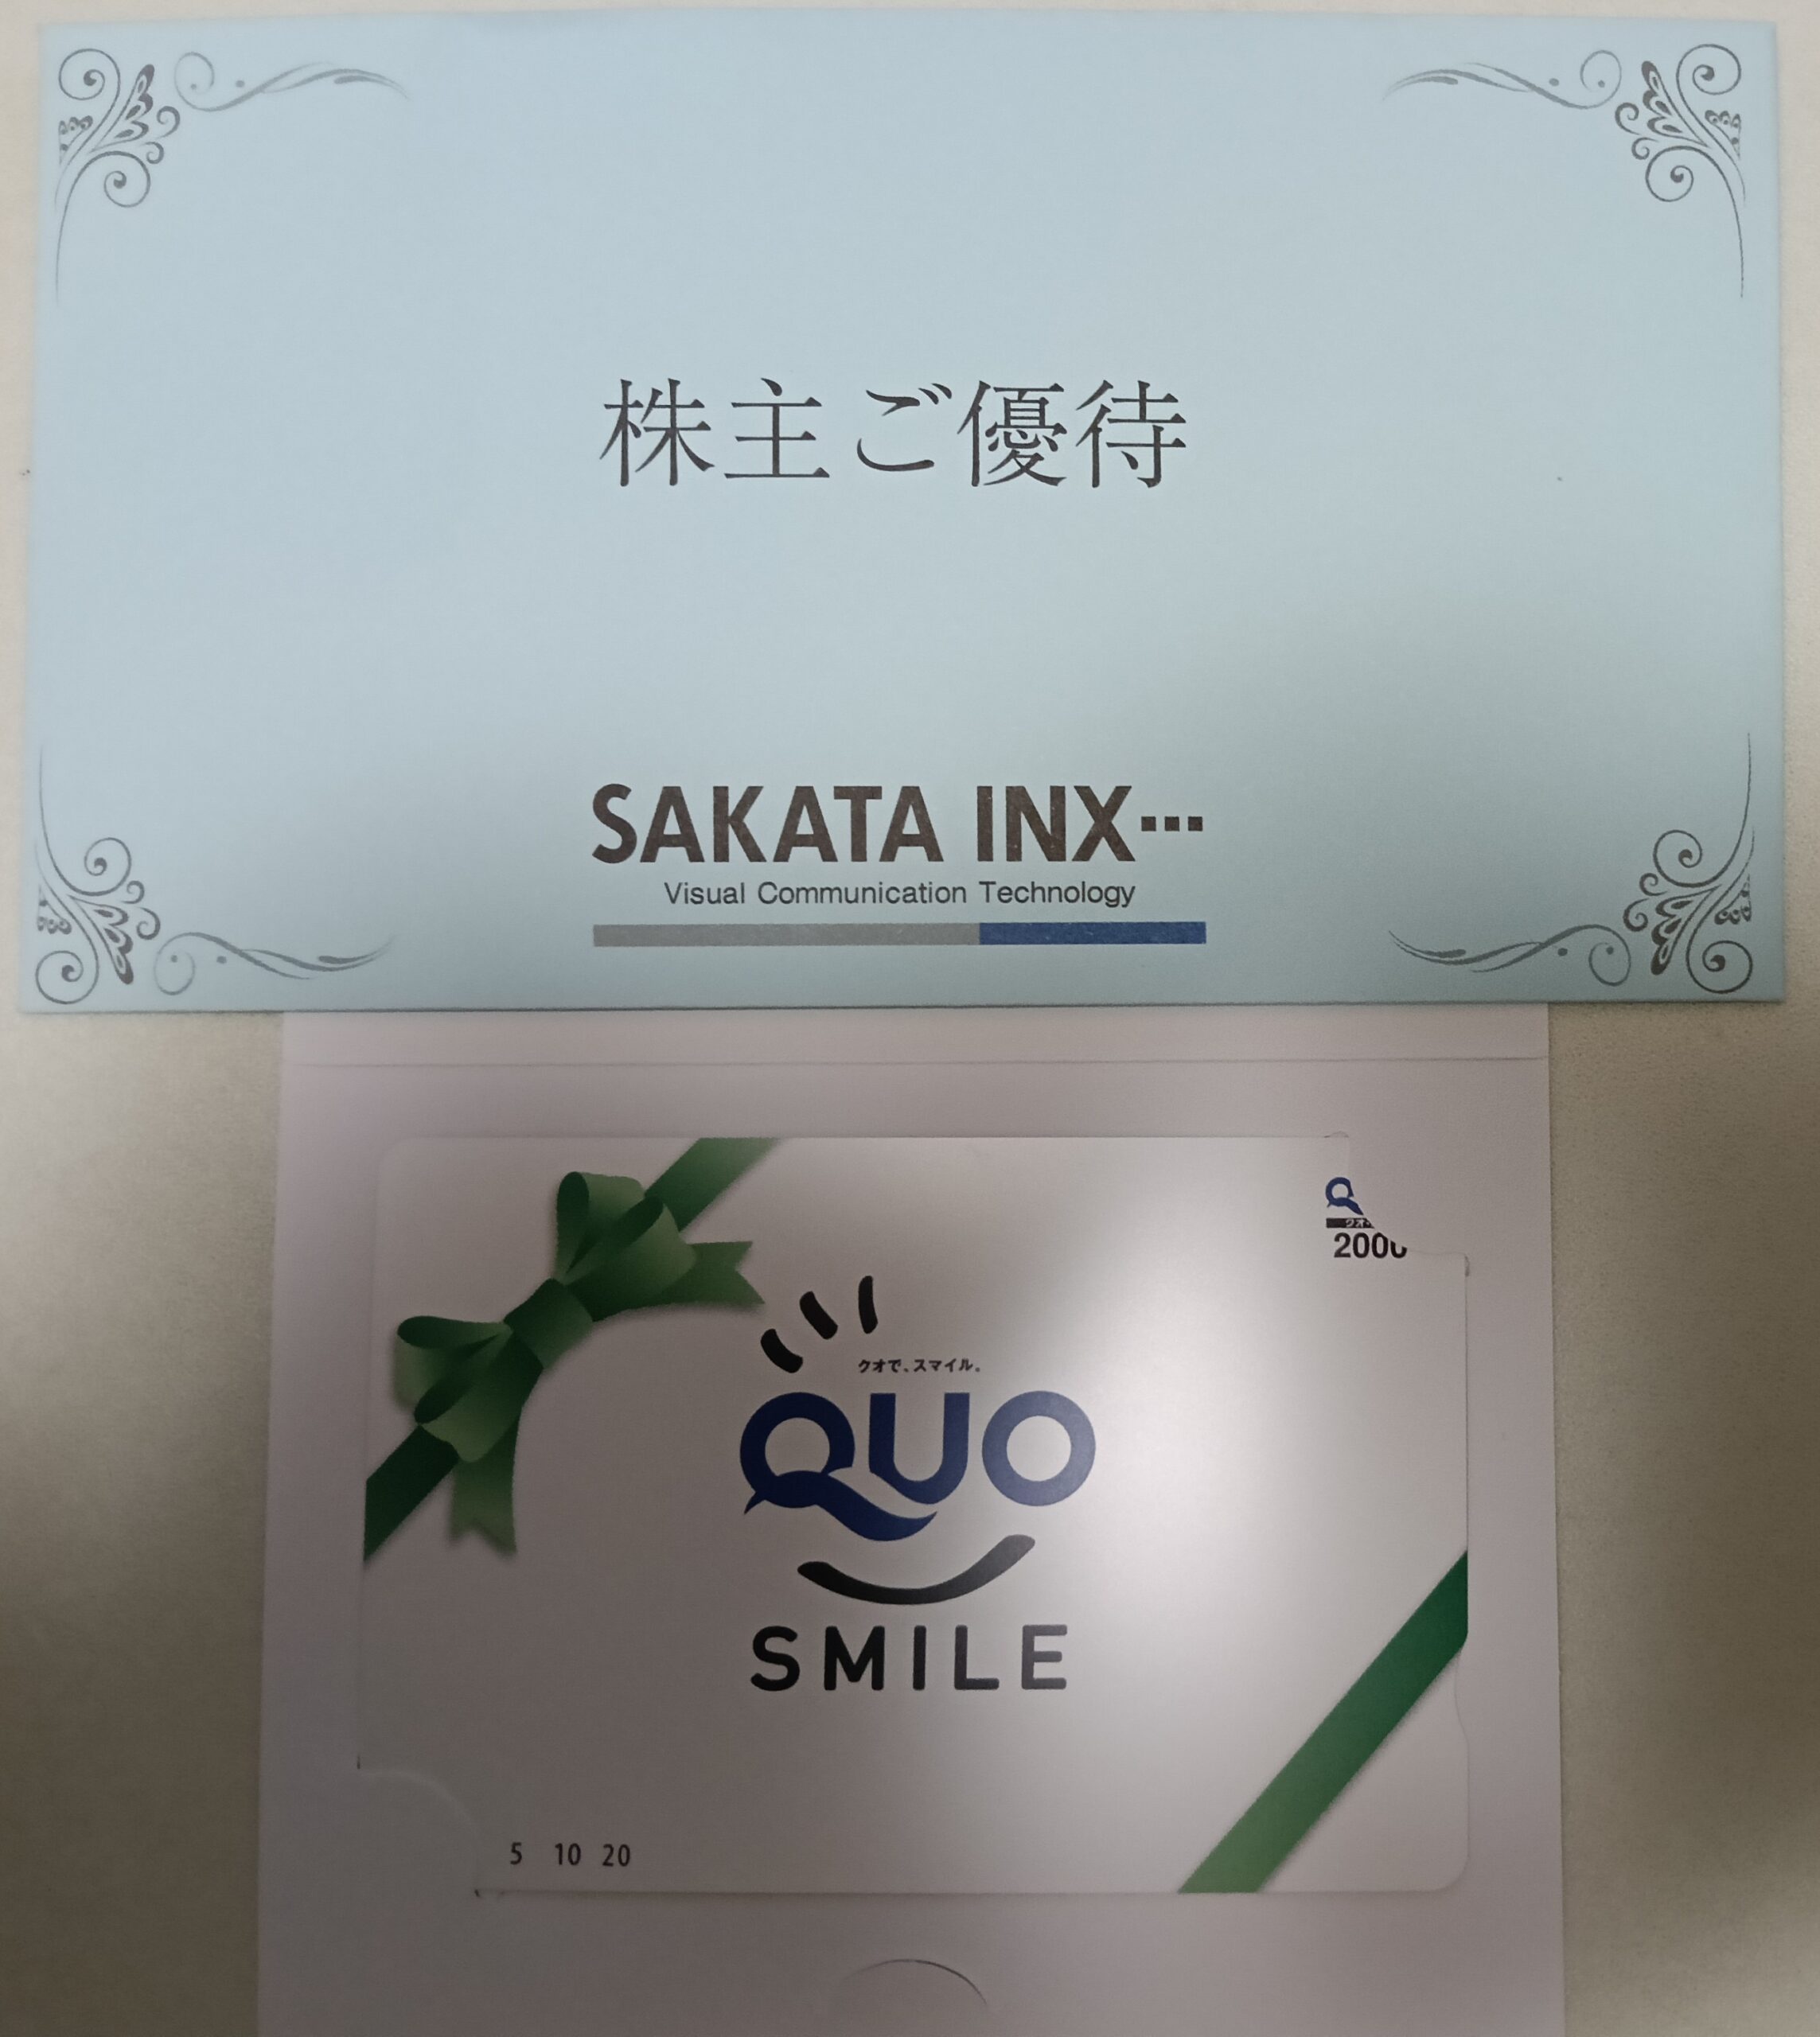 株主ご優待
SAKATA INX
Visual Communication Technology
2000
クオで、スマイル。
QUO
SMILE
5 10 20